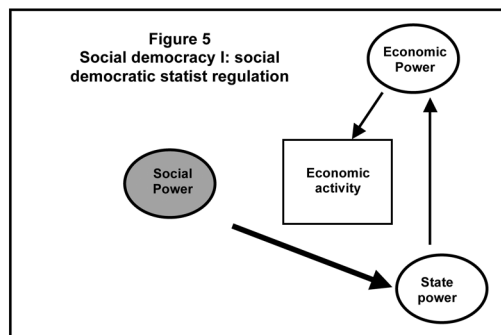 Figure 5
Social democracy I: social
democratic statist regulation
Economic
Power
Economic
activity
Social
Power
State
power